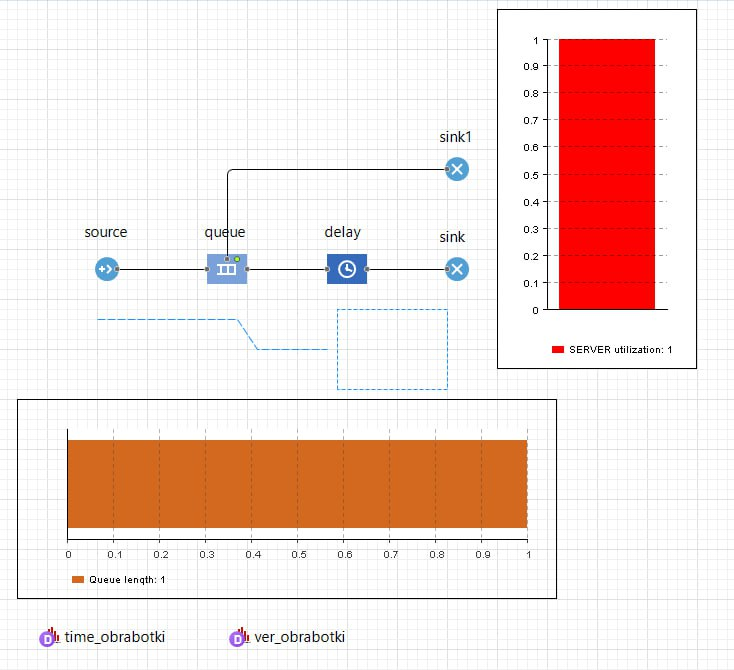 sink1
source
queue
delay
sink
1
0.9
0.8
0.7
0.6
0.5
0.4
0.3
0.2
0.1
0
SERVER utilization: 1
0 0.1 0.2 0.3 0.4 0.5 0.6 0.7 0.8 0.9 1
Queue length: 1
D time_obrabotki
D ver_obrabotki